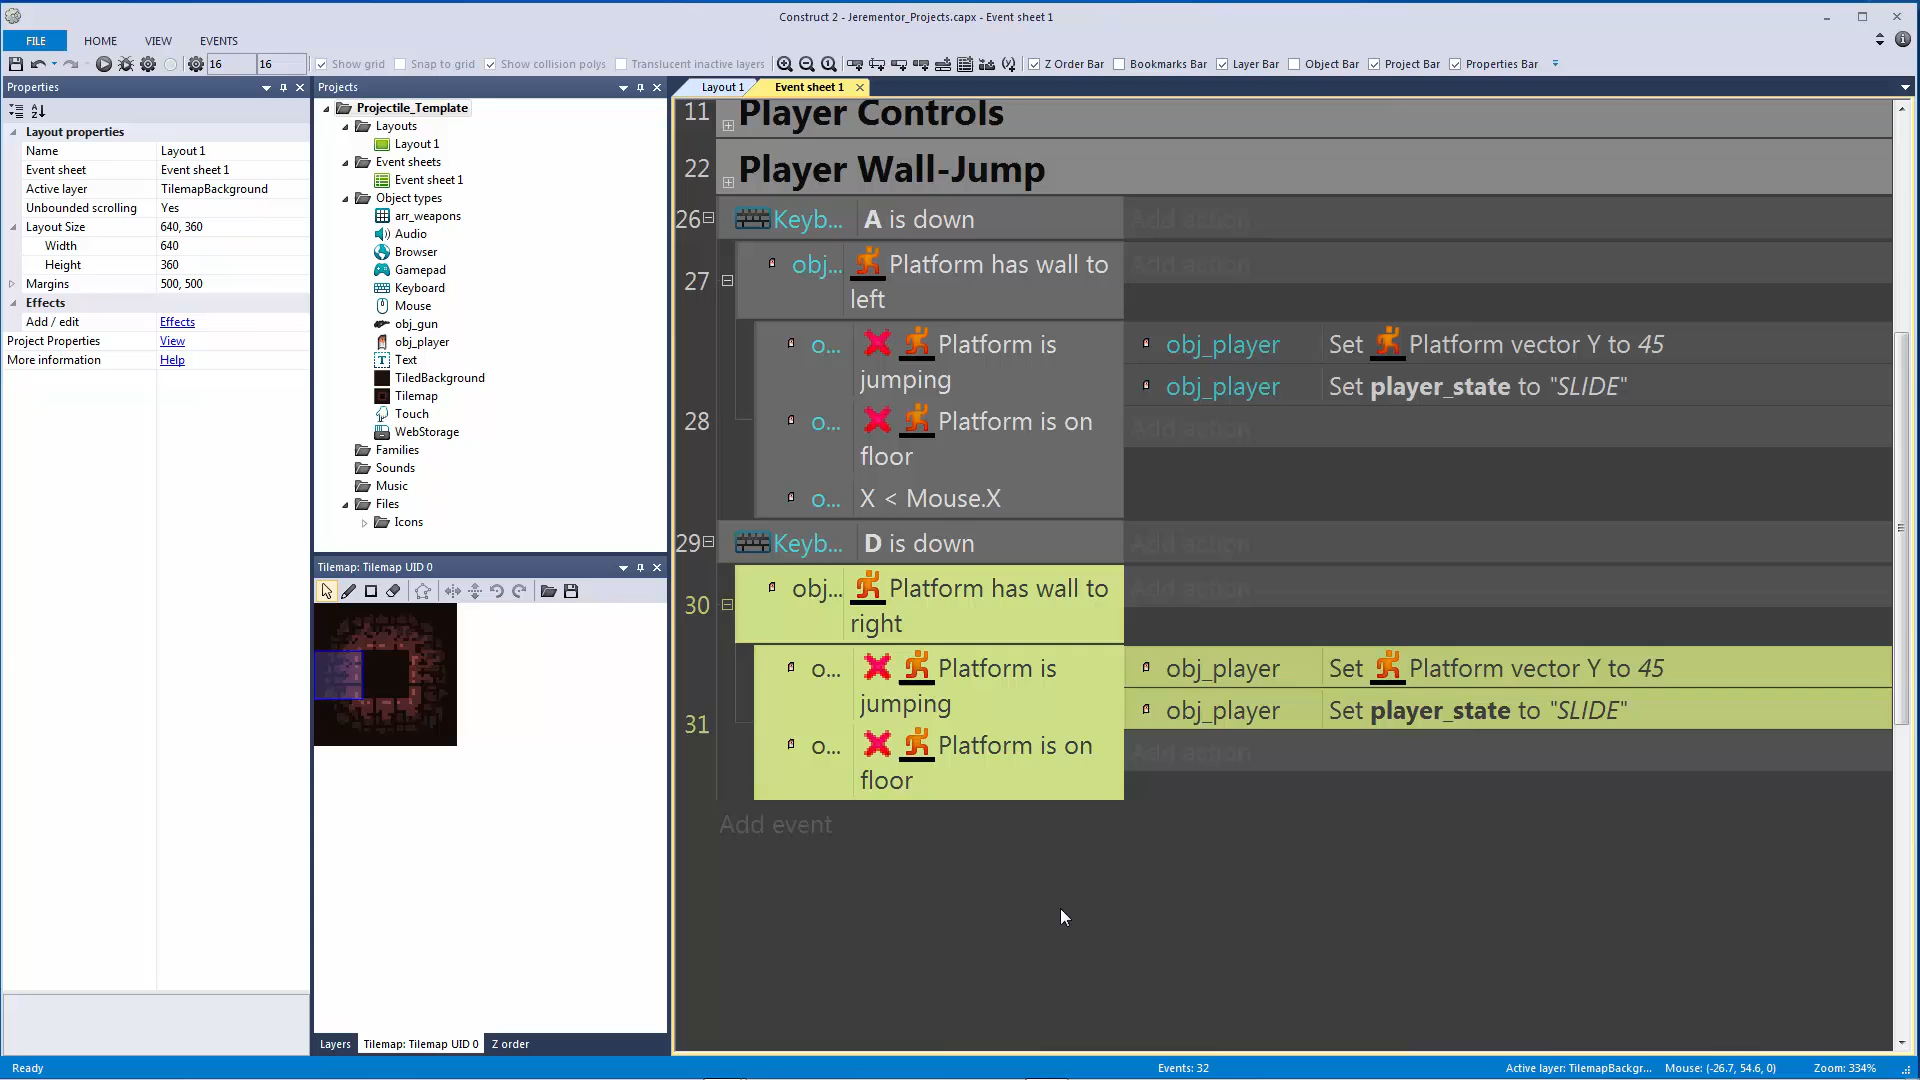 Construct 2 - Jerementor_Projects.capx - Event sheet 1
FILE HOME VIEW EVENTS
16 16 Show grid Snap to grid Show collision polys Translucent inactive layers Z Order Bar Bookmarks Bar Layer Bar Object Bar Project Bar Properties Bar
Properties
Layout properties
Name Layout 1
Event sheet Event sheet 1
Active layer TilemapBackground
Unbounded scrolling Yes
Layout Size 640, 360
Width 640
Height 360
Margins 500, 500
Effects
Add / edit Effects
Project Properties View
More information Help
Projects
Projectile_Template
Layouts
Layout 1
Event sheets
Event sheet 1
Object types
arr_weapons
Audio
Browser
Gamepad
Keyboard
Mouse
obj_gun
obj_player
Text
TiledBackground
Tilemap
Touch
WebStorage
Families
Sounds
Music
Files
Icons
Tilemap: Tilemap UID 0
Layers Tilemap: Tilemap UID 0 Z order
Layout 1 Event sheet 1
11 Player Controls
22 Player Wall-Jump
26 Keyb... A is down Add action
27 obj... Platform has wall to left Add action
28 o... Platform is jumping
o... Platform is on floor
o... X < Mouse.X
obj_player Set Platform vector Y to 45
obj_player Set player_state to "SLIDE"
Add action
29 Keyb... D is down Add action
30 obj... Platform has wall to right Add action
31 o... Platform is jumping
o... Platform is on floor
obj_player Set Platform vector Y to 45
obj_player Set player_state to "SLIDE"
Add action
Add event
Ready Events: 32 Active layer: TilemapBackgr... Mouse: (-26.7, 54.6, 0) Zoom: 334%